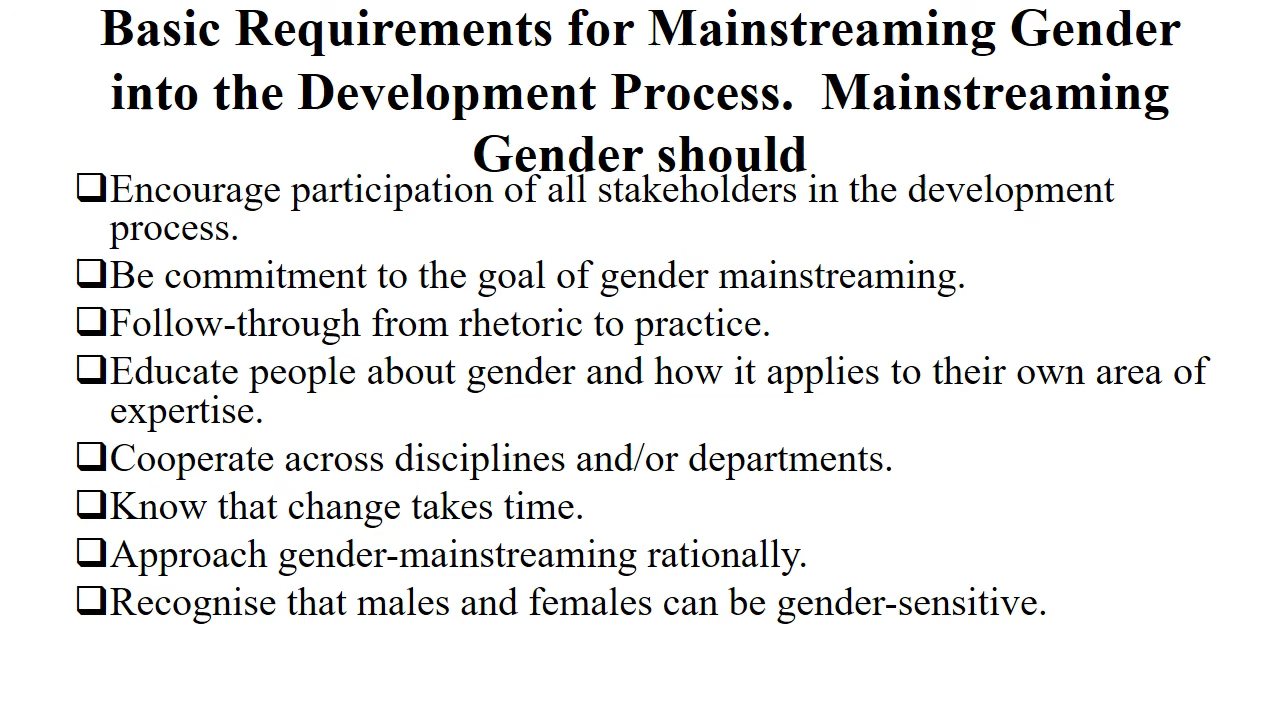 Basic Requirements for Mainstreaming Gender
into the Development Process.  Mainstreaming
Gender should
❑Encourage participation of all stakeholders in the development
process.
❑Be commitment to the goal of gender mainstreaming.
❑Follow-through from rhetoric to practice.
❑Educate people about gender and how it applies to their own area of
expertise.
❑Cooperate across disciplines and/or departments.
❑Know that change takes time.
❑Approach gender-mainstreaming rationally.
❑Recognise that males and females can be gender-sensitive.